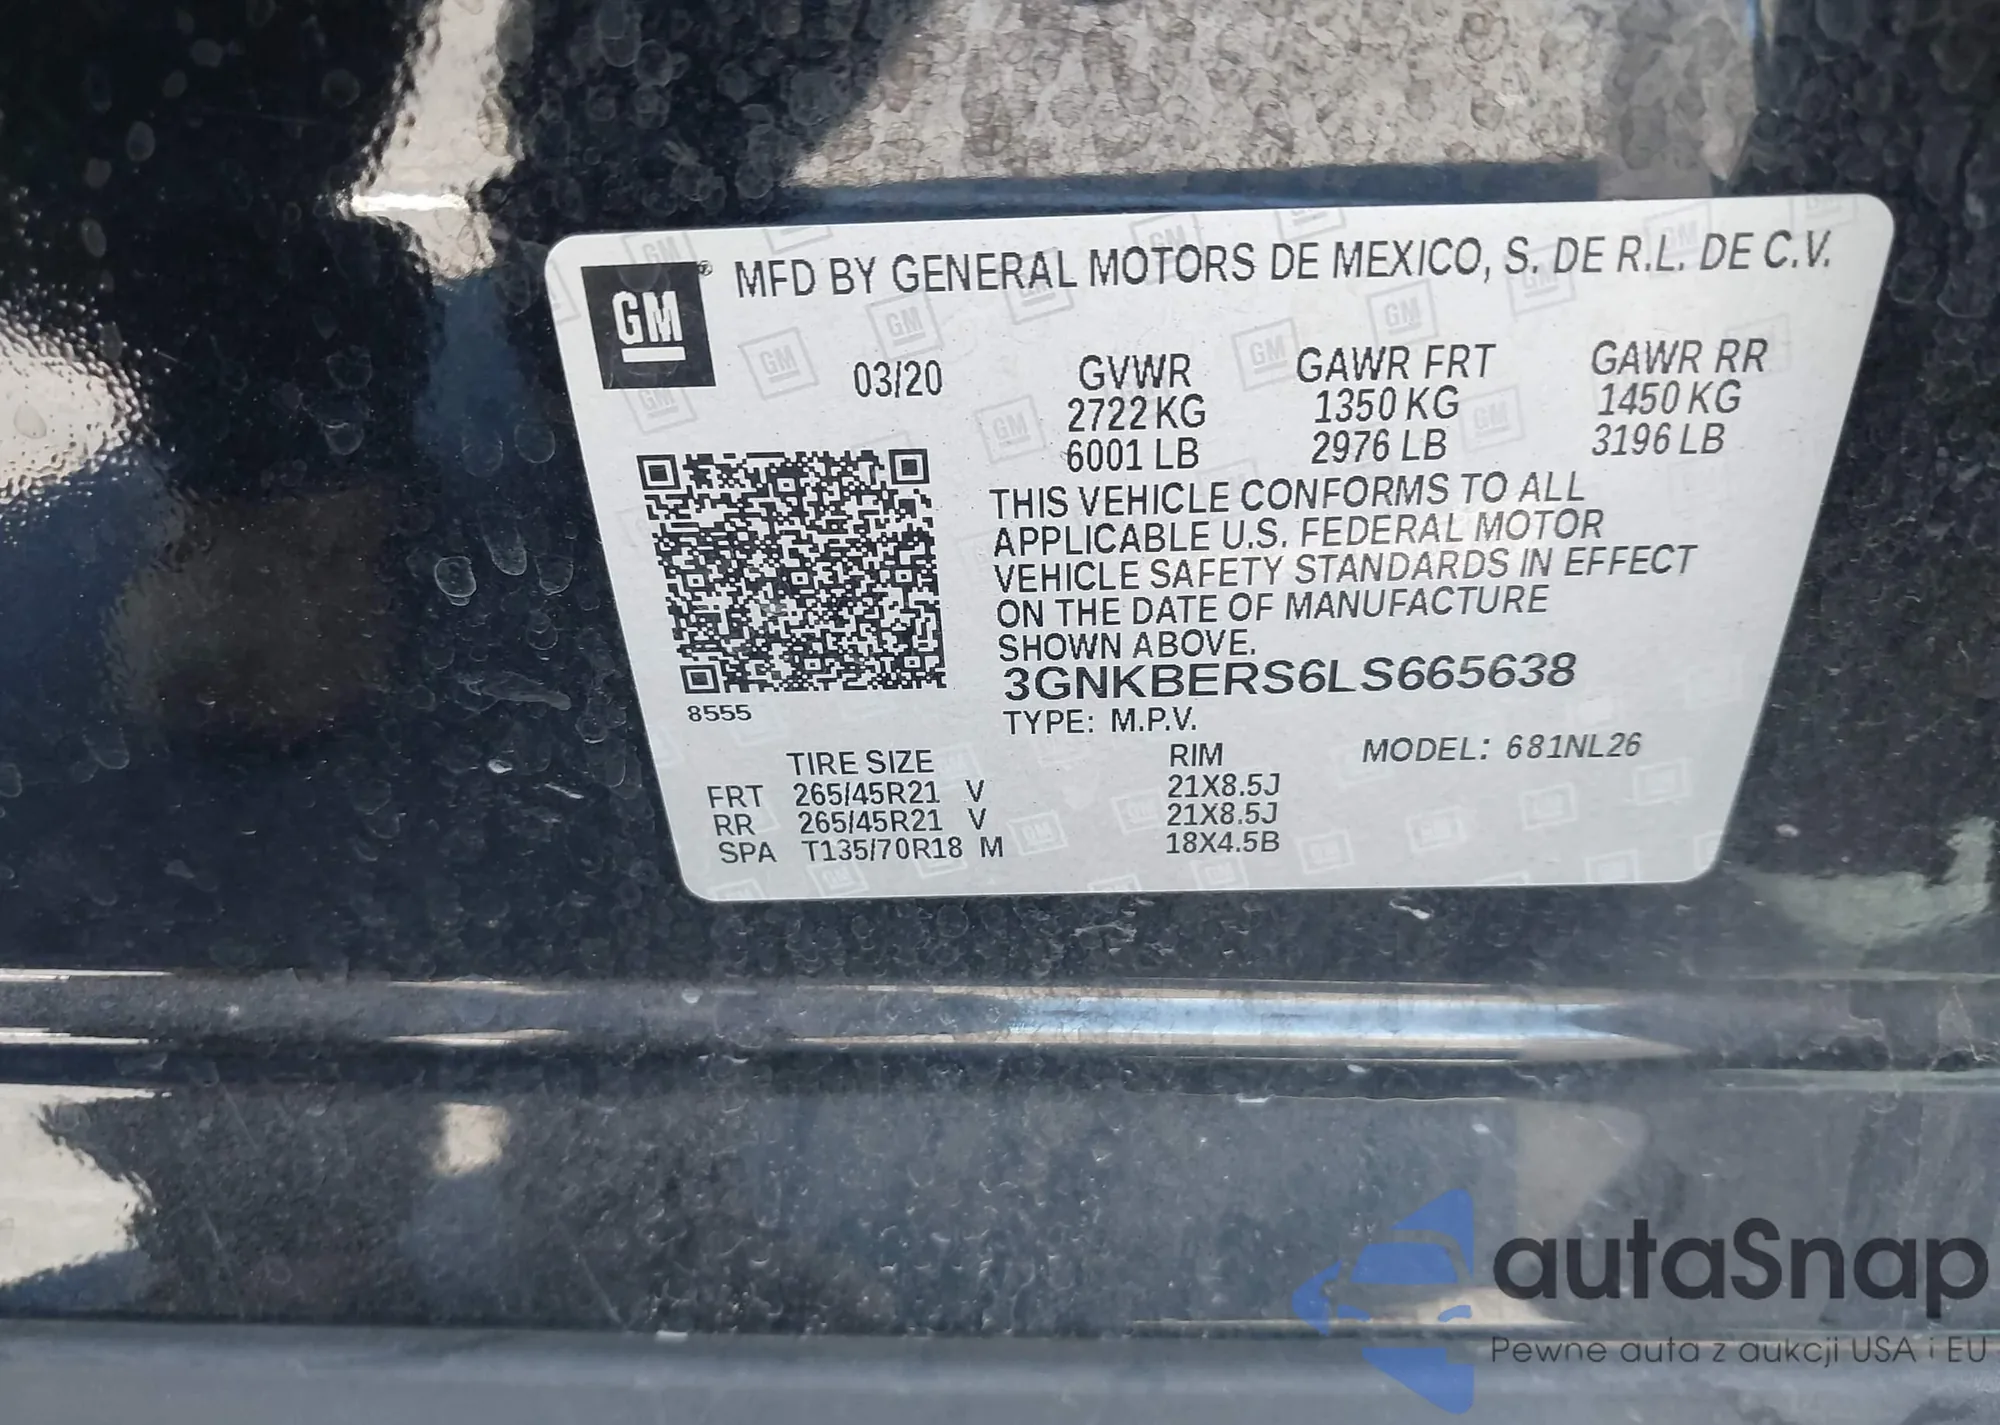 GM ® MFD BY GENERAL MOTORS DE MEXICO, S. DE R.L. DE C.V.
03/20 GVWR GAWR FRT GAWR RR
2722 KG 1350 KG 1450 KG
6001 LB 2976 LB 3196 LB
THIS VEHICLE CONFORMS TO ALL
APPLICABLE U.S. FEDERAL MOTOR
VEHICLE SAFETY STANDARDS IN EFFECT
ON THE DATE OF MANUFACTURE
SHOWN ABOVE.
3GNKBERS6LS665638
8555
TYPE: M.P.V.
TIRE SIZE RIM MODEL: 681NL26
FRT 265/45R21 V 21X8.5J
RR 265/45R21 V 21X8.5J
SPA T135/70R18 M 18X4.5B
autaSnap
Pewne auta z aukcji USA i EU